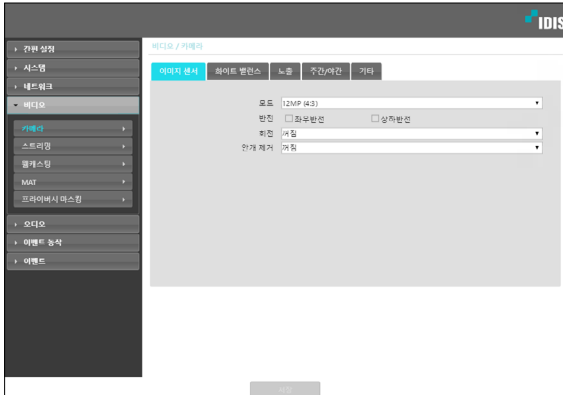 IDIS
간편 설정
시스템
네트워크
비디오
카메라
스트리밍
웹캐스팅
MAT
프라이버시 마스킹
오디오
이벤트 동작
이벤트
비디오 / 카메라
이미지 센서 화이트 밸런스 노출 주간/야간 기타
모드 12MP (4:3)
반전 좌우반전 상하반전
회전 꺼짐
안개 제거 꺼짐
저장